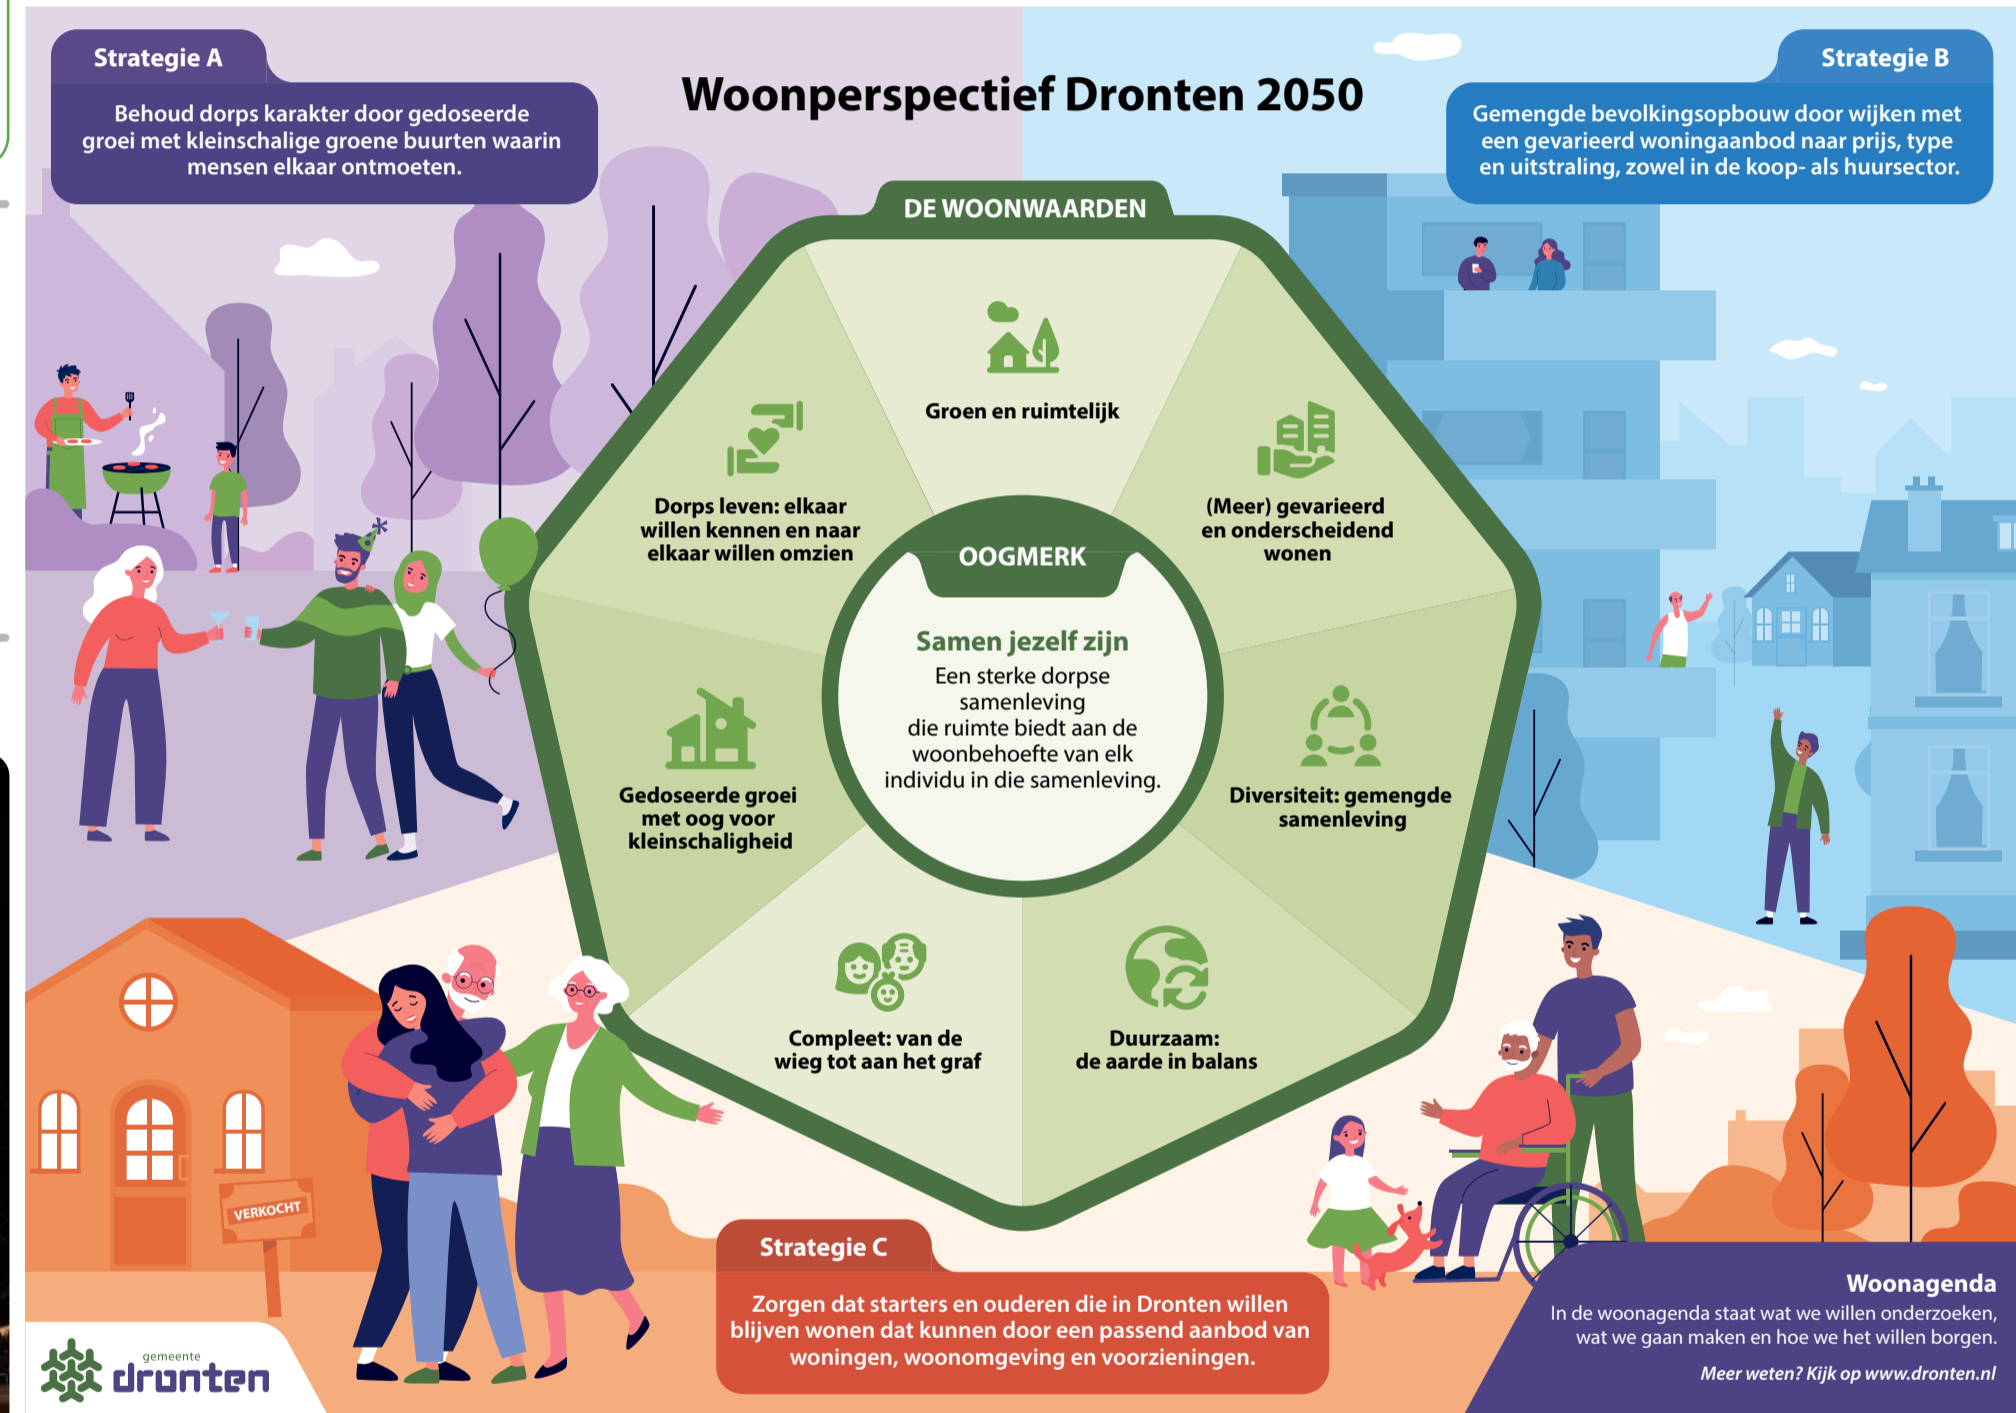 Strategie A
Behoud dorps karakter door gedoseerde
groei met kleinschalige groene buurten waarin
mensen elkaar ontmoeten.
Woonperspectief Dronten 2050
Strategie B
Gemengde bevolkingsopbouw door wijken met
een gevarieerd woningaanbod naar prijs, type
en uitstraling, zowel in de koop- als huursector.
DE WOONWAARDEN
Groen en ruimtelijk
Dorps leven: elkaar
willen kennen en naar
elkaar willen omzien
(Meer) gevarieerd
en onderscheidend
wonen
OOGMERK
Samen jezelf zijn
Een sterke dorpse
samenleving
die ruimte biedt aan de
woonbehoefte van elk
individu in die samenleving.
Gedoseerde groei
met oog voor
kleinschaligheid
Diversiteit: gemengde
samenleving
Compleet: van de
wieg tot aan het graf
Duurzaam:
de aarde in balans
VERKOCHT
Strategie C
Zorgen dat starters en ouderen die in Dronten willen
blijven wonen dat kunnen door een passend aanbod van
woningen, woonomgeving en voorzieningen.
Woonagenda
In de woonagenda staat wat we willen onderzoeken,
wat we gaan maken en hoe we het willen borgen.
Meer weten? Kijk op www.dronten.nl
gemeente
dronten